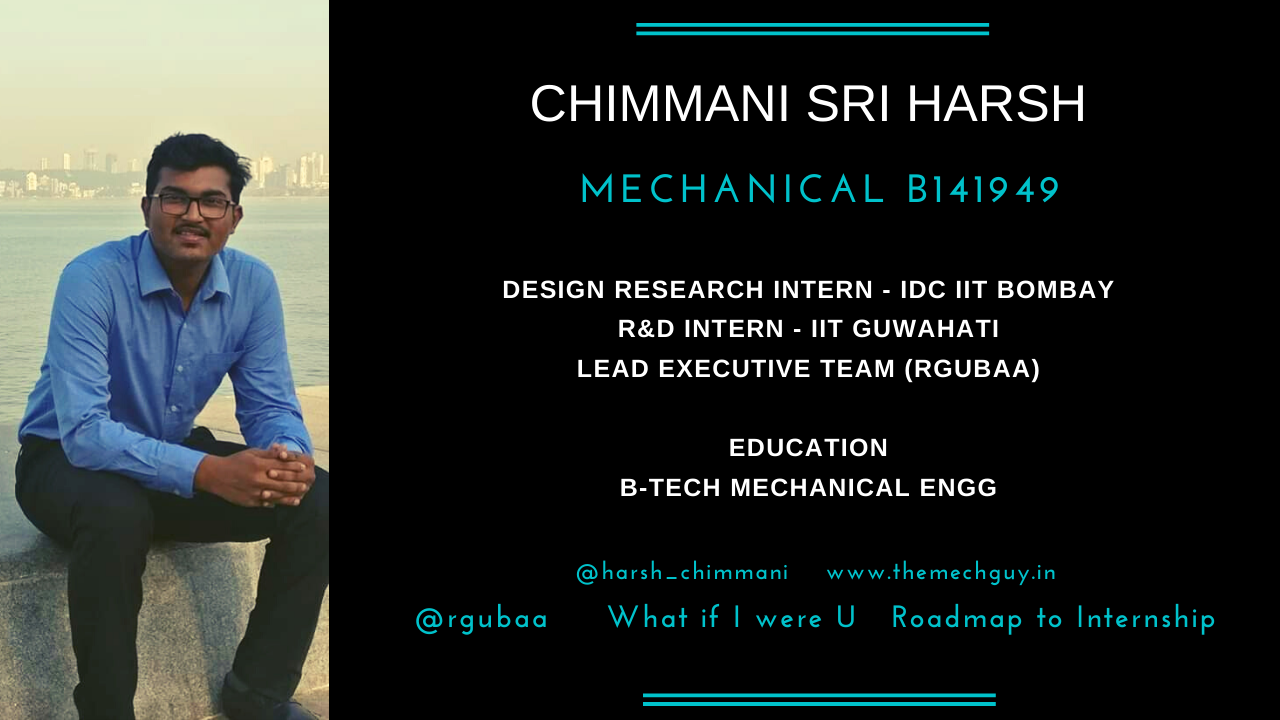 CHIMMANI SRI HARSH
MECHANICAL B141949
DESIGN RESEARCH INTERN - IDC IIT BOMBAY
R&D INTERN - IIT GUWAHATI
LEAD EXECUTIVE TEAM (RGUBAA)
EDUCATION
B-TECH MECHANICAL ENGG
@harsh_chimmani www.themechguy.in
@rgubaa What if I were U Roadmap to Internship